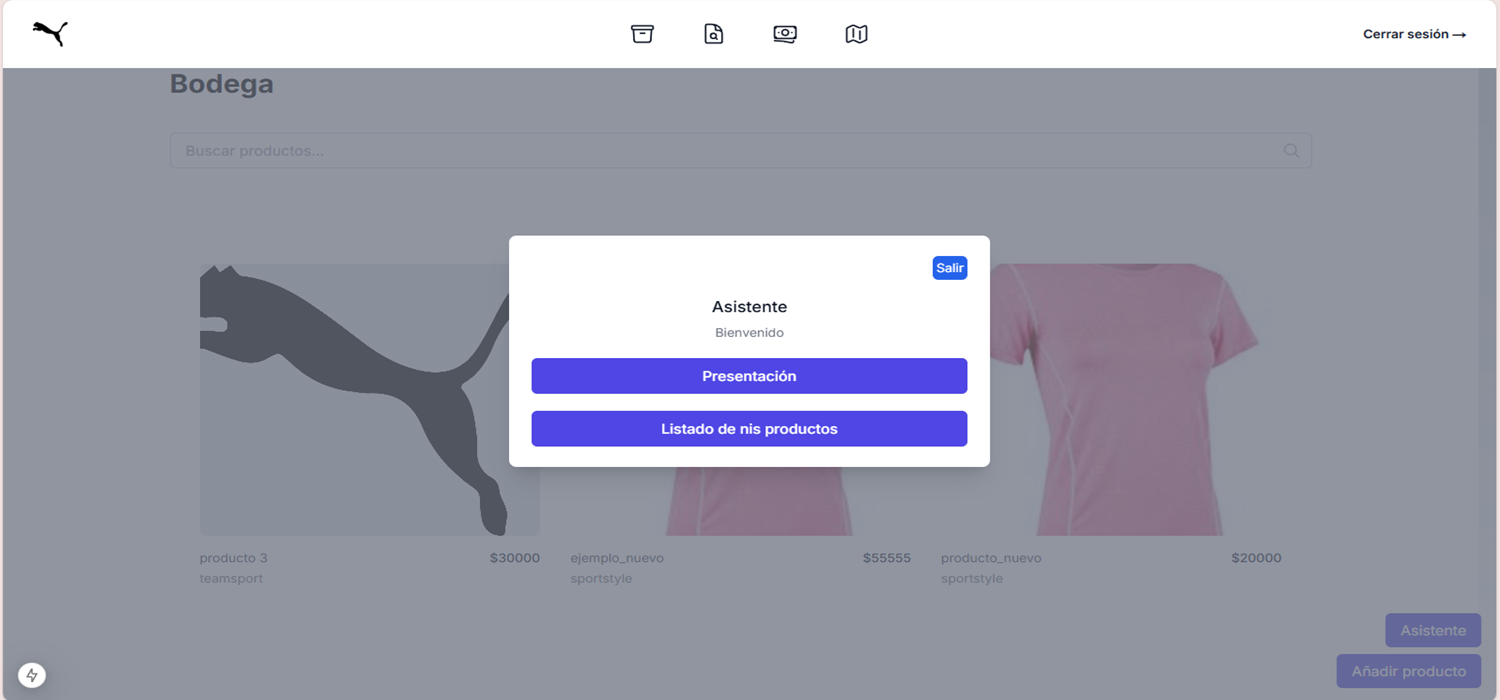 Cerrar sesión →
Bodega
Buscar productos...
Salir
Asistente
Bienvenido
Presentación
Listado de nis productos
producto 3 $30000
teamsport
ejemplo_nuevo $55555
sportstyle
producto_nuevo $20000
sportstyle
Asistente
Añadir producto